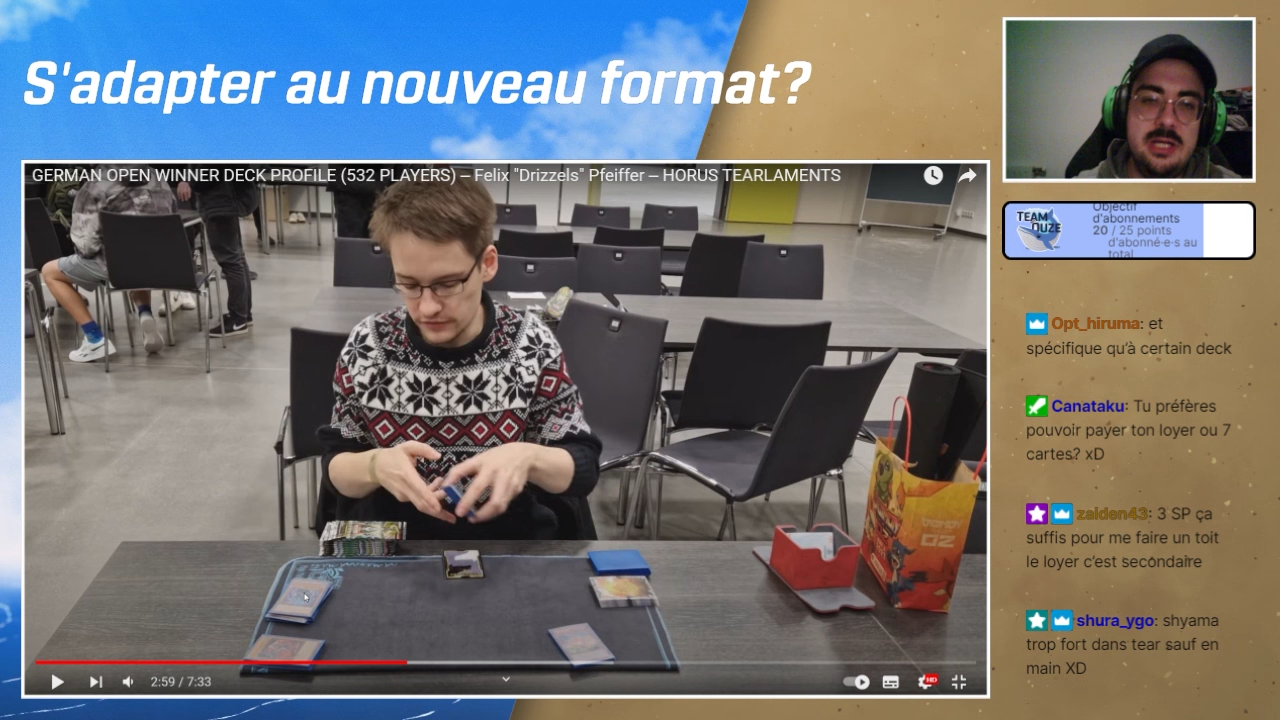 S'adapter au nouveau format?
GERMAN OPEN WINNER DECK PROFILE (532 PLAYERS) – Felix "Drizzels" Pfeiffer – HORUS TEARLAMENTS
2:59 / 7:33
HD
TEAM
OUZE
Objectif
d'abonnements
20 / 25 points
d'abonné·e·s au
total
Opt_hiruma: et
spécifique qu'à certain deck
Canataku: Tu préfères
pouvoir payer ton loyer ou 7
cartes? xD
zaiden43: 3 SP ça
suffis pour me faire un toit
le loyer c'est secondaire
shura_ygo: shyama
trop fort dans tear sauf en
main XD